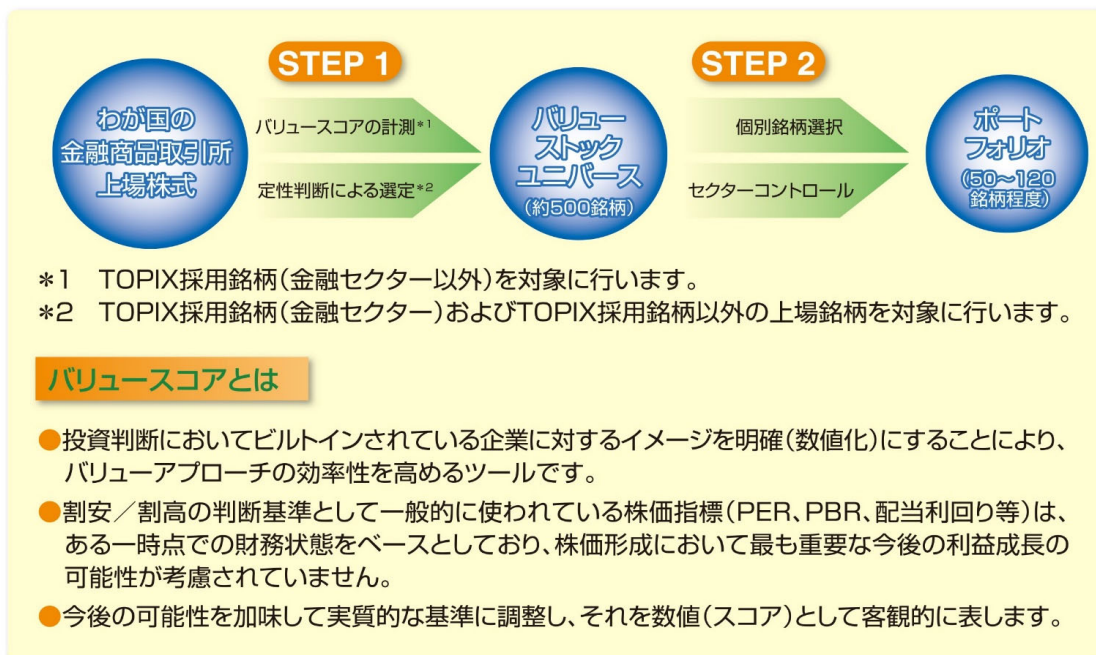 STEP 1
STEP 2
わが国の
金融商品取引所
上場株式
バリュースコアの計測*1
定性判断による選定*2
バリュー
ストック
ユニバース
(約500銘柄)
個別銘柄選択
セクターコントロール
ポート
フォリオ
(50~120
銘柄程度)
*1 TOPIX採用銘柄(金融セクター以外)を対象に行います。
*2 TOPIX採用銘柄(金融セクター)およびTOPIX採用銘柄以外の上場銘柄を対象に行います。
バリュースコアとは
●投資判断においてビルトインされている企業に対するイメージを明確(数値化)にすることにより、
バリューアプローチの効率性を高めるツールです。
●割安/割高の判断基準として一般的に使われている株価指標(PER、PBR、配当利回り等)は、
ある一時点での財務状態をベースとしており、株価形成において最も重要な今後の利益成長の
可能性が考慮されていません。
●今後の可能性を加味して実質的な基準に調整し、それを数値(スコア)として客観的に表します。